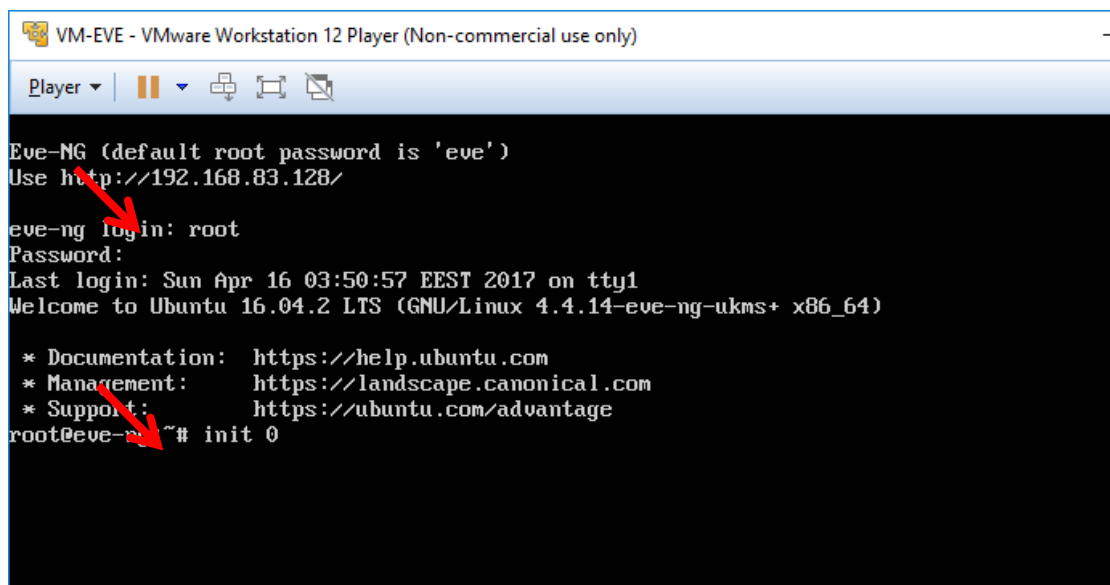 VM-EVE - VMware Workstation 12 Player (Non-commercial use only)
Player
Eve-NG (default root password is 'eve')
Use http://192.168.83.128/
eve-ng login: root
Password:
Last login: Sun Apr 16 03:50:57 EEST 2017 on tty1
Welcome to Ubuntu 16.04.2 LTS (GNU/Linux 4.4.14-eve-ng-ukms+ x86_64)
* Documentation: https://help.ubuntu.com
* Management: https://landscape.canonical.com
* Support: https://ubuntu.com/advantage
root@eve-ng:~# init 0